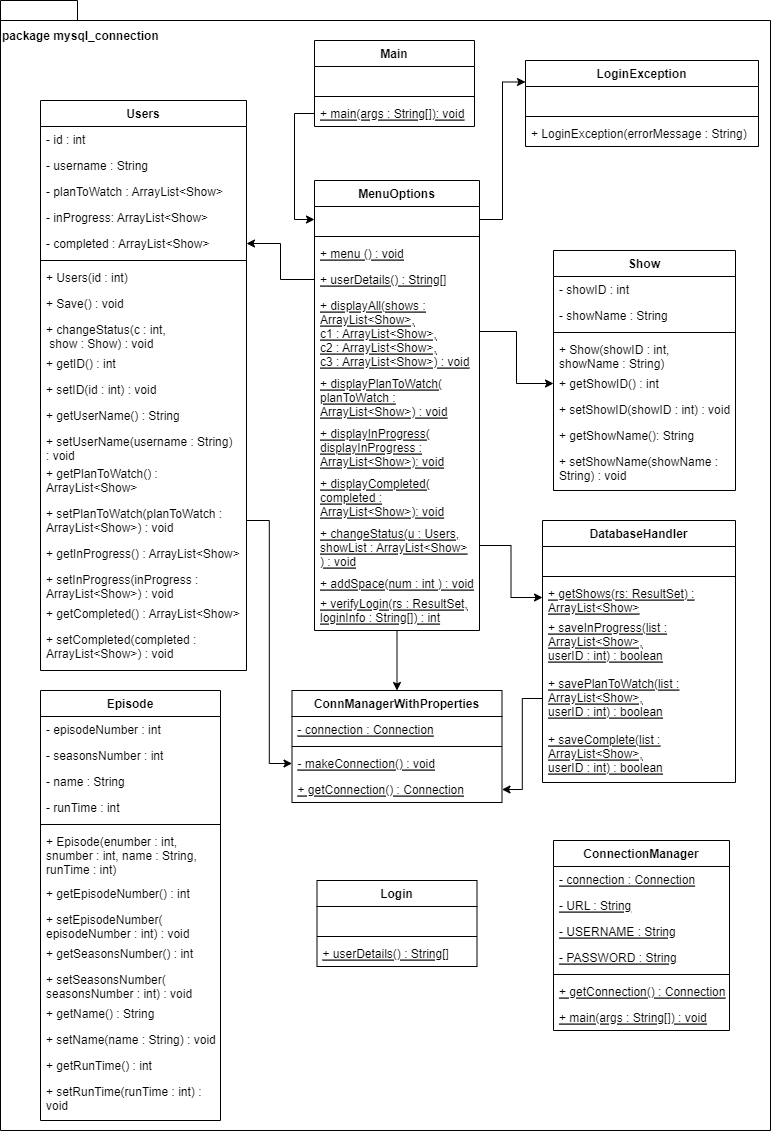 package mysql_connection
Main
+ main(args : String[]): void
LoginException
+ LoginException(errorMessage : String)
Users
- id : int
- username : String
- planToWatch : ArrayList<Show>
- inProgress: ArrayList<Show>
- completed : ArrayList<Show>
+ Users(id : int)
+ Save() : void
+ changeStatus(c : int,
show : Show) : void
+ getID() : int
+ setID(id : int) : void
+ getUserName() : String
+ setUserName(username : String)
: void
+ getPlanToWatch() :
ArrayList<Show>
+ setPlanToWatch(planToWatch :
ArrayList<Show>) : void
+ getInProgress() : ArrayList<Show>
+ setInProgress(inProgress :
ArrayList<Show>) : void
+ getCompleted() : ArrayList<Show>
+ setCompleted(completed :
ArrayList<Show>) : void
MenuOptions
+ menu () : void
+ userDetails() : String[]
+ displayAll(shows :
ArrayList<Show>,
c1 : ArrayList<Show>,
c2 : ArrayList<Show>,
c3 : ArrayList<Show>) : void
+ displayPlanToWatch(
planToWatch :
ArrayList<Show>) : void
+ displayInProgress(
displayInProgress :
ArrayList<Show>): void
+ displayCompleted(
completed :
ArrayList<Show>): void
+ changeStatus(u : Users,
showList : ArrayList<Show>
) : void
+ addSpace(num : int ) : void
+ verifyLogin(rs : ResultSet,
loginInfo : String[]) : int
Show
- showID : int
- showName : String
+ Show(showID : int,
showName : String)
+ getShowID() : int
+ setShowID(showID : int) : void
+ getShowName(): String
+ setShowName(showName :
String) : void
DatabaseHandler
+ getShows(rs: ResultSet) :
ArrayList<Show>
+ saveInProgress(list :
ArrayList<Show>,
userID : int) : boolean
+ savePlanToWatch(list :
ArrayList<Show>,
userID : int) : boolean
+ saveComplete(list :
ArrayList<Show>,
userID : int) : boolean
ConnManagerWithProperties
- connection : Connection
- makeConnection() : void
+ getConnection() : Connection
Episode
- episodeNumber : int
- seasonsNumber : int
- name : String
- runTime : int
+ Episode(enumber : int,
snumber : int, name : String,
runTime : int)
+ getEpisodeNumber() : int
+ setEpisodeNumber(
episodeNumber : int) : void
+ getSeasonsNumber() : int
+ setSeasonsNumber(
seasonsNumber : int) : void
+ getName() : String
+ setName(name : String) : void
+ getRunTime() : int
+ setRunTime(runTime : int) :
void
Login
+ userDetails() : String[]
ConnectionManager
- connection : Connection
- URL : String
- USERNAME : String
- PASSWORD : String
+ getConnection() : Connection
+ main(args : String[]) : void